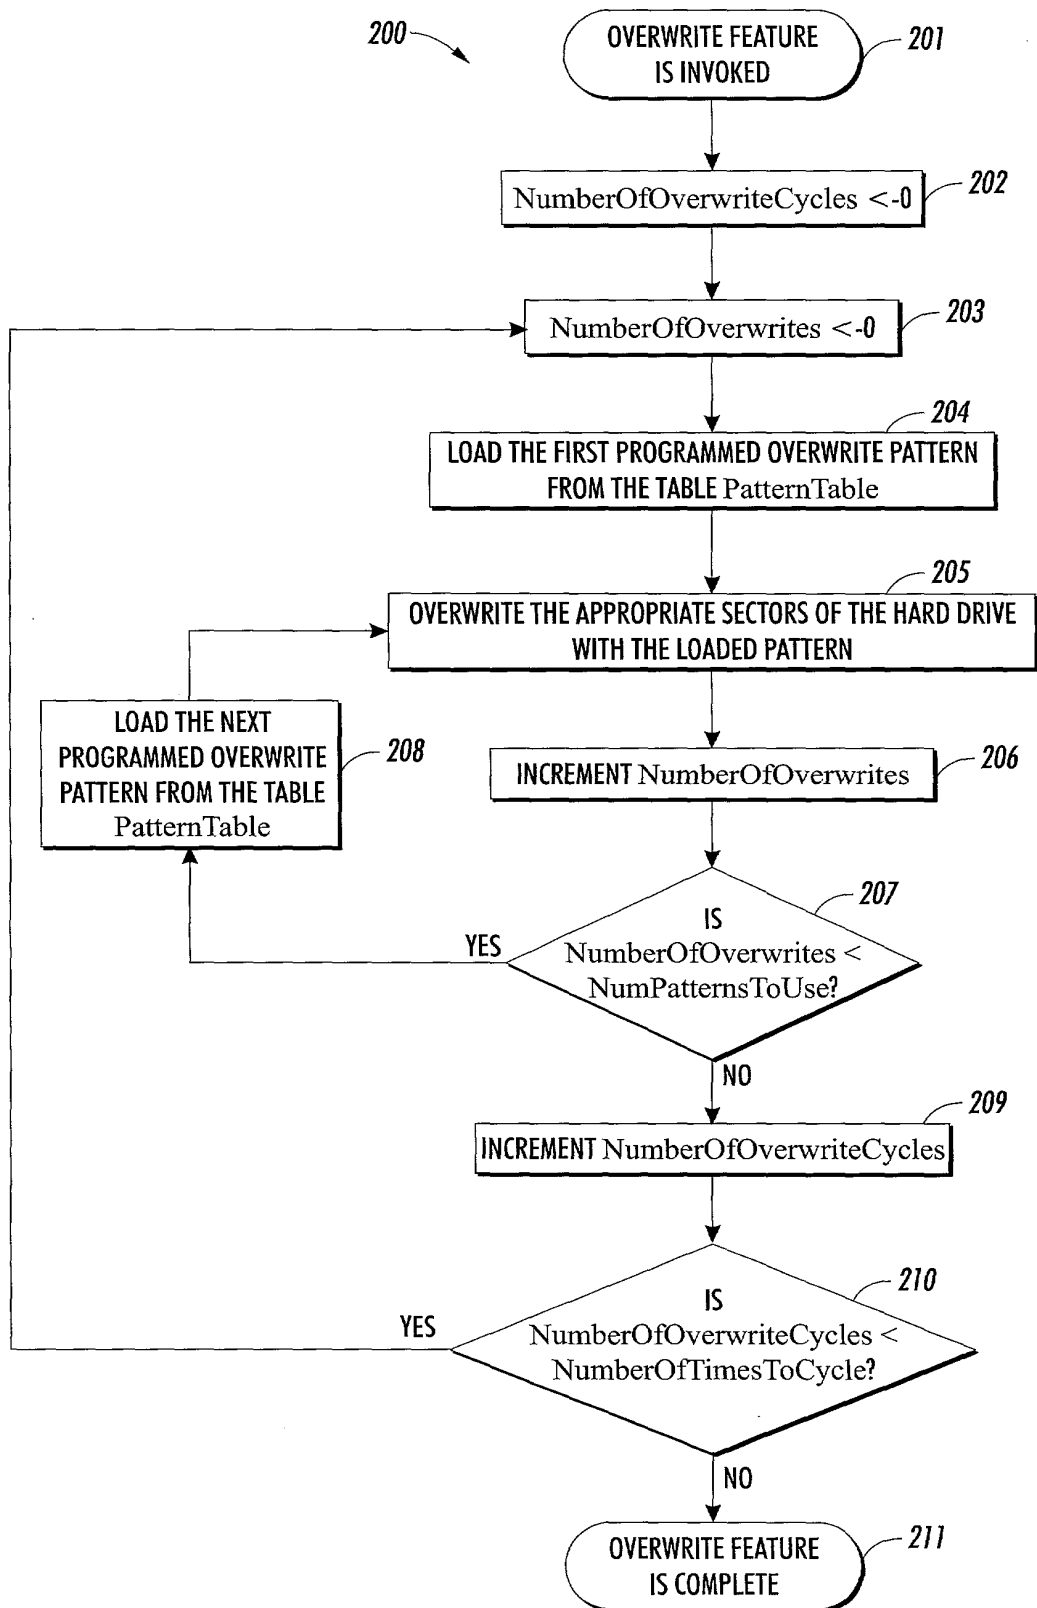 200
OVERWRITE FEATURE
IS INVOKED
201
NumberOfOverwriteCycles <-0
202
NumberOfOverwrites <-0
203
204
LOAD THE FIRST PROGRAMMED OVERWRITE PATTERN
FROM THE TABLE PatternTable
205
OVERWRITE THE APPROPRIATE SECTORS OF THE HARD DRIVE
WITH THE LOADED PATTERN
LOAD THE NEXT
PROGRAMMED OVERWRITE
PATTERN FROM THE TABLE
PatternTable
208
INCREMENT NumberOfOverwrites
206
207
IS
NumberOfOverwrites <
NumPatternsToUse?
YES
NO
209
INCREMENT NumberOfOverwriteCycles
210
IS
NumberOfOverwriteCycles <
NumberOfTimesToCycle?
YES
NO
OVERWRITE FEATURE
IS COMPLETE
211